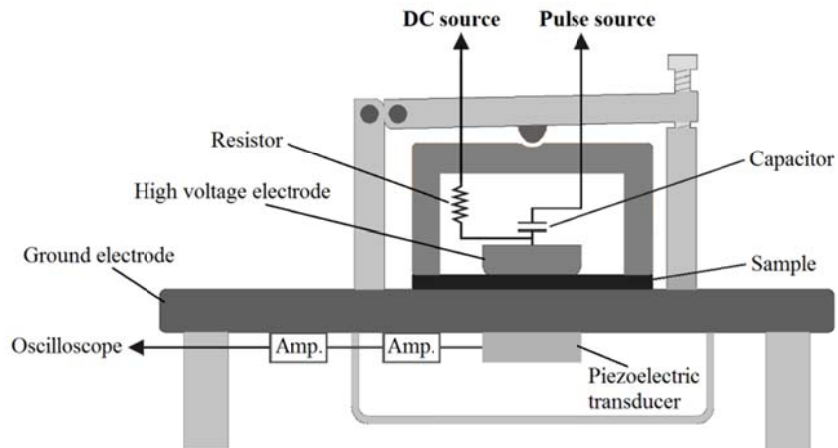 DC source
Pulse source
Resistor
Capacitor
High voltage electrode
Ground electrode
Sample
Oscilloscope
Amp.
Amp.
Piezoelectric
transducer